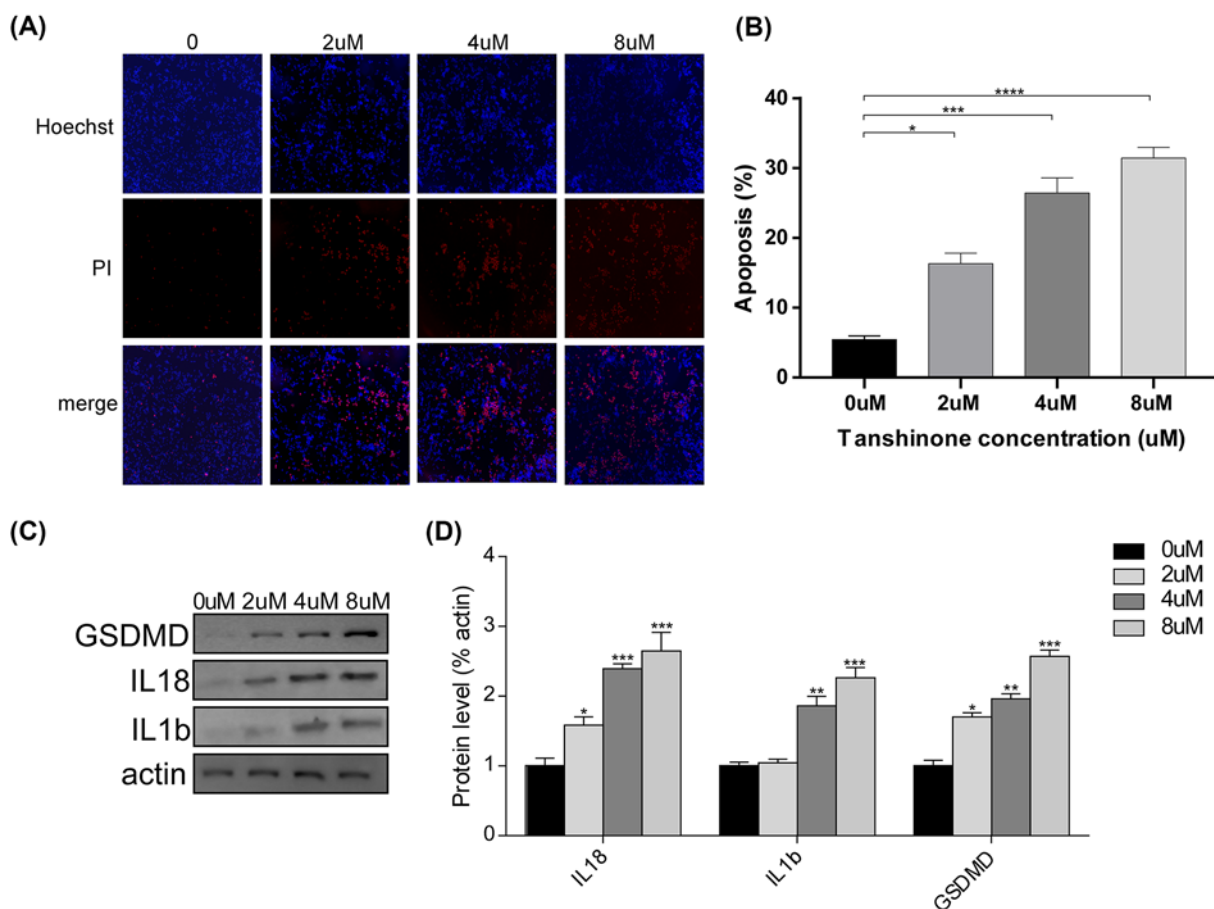 (A)
0 2uM 4uM 8uM
Hoechst
PI
merge
(B)
Apoposis (%)
40
30
20
10
0
* *** ****
0uM 2uM 4uM 8uM
Tanshinone concentration (uM)
(C)
0uM 2uM 4uM 8uM
GSDMD
IL18
IL1b
actin
(D)
Protein level (% actin)
4
3
2
1
0
* *** ***
** ***
* ** ***
IL18 IL1b GSDMD
0uM
2uM
4uM
8uM